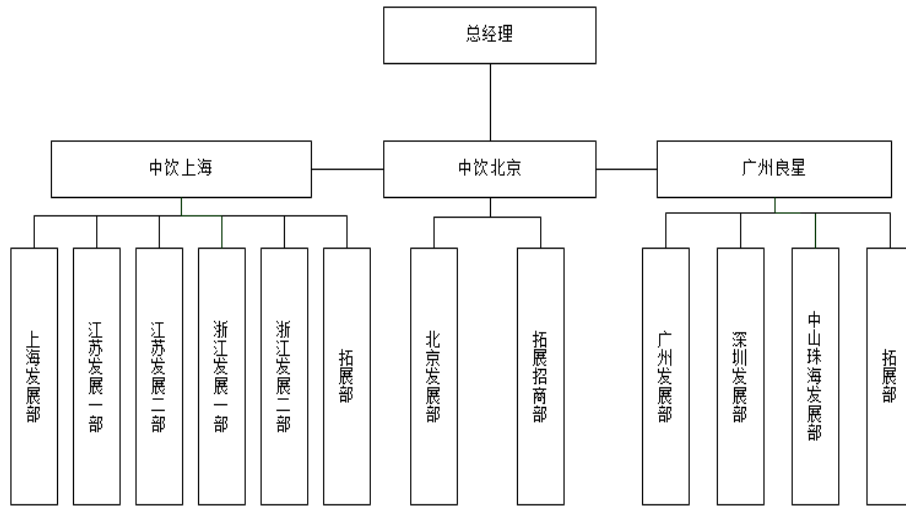 总经理
中饮上海
中饮北京
广州良星
上海发展部
江苏发展一部
江苏发展二部
浙江发展一部
浙江发展二部
拓展部
北京发展部
拓展招商部
广州发展部
深圳发展部
中山珠海发展部
拓展部